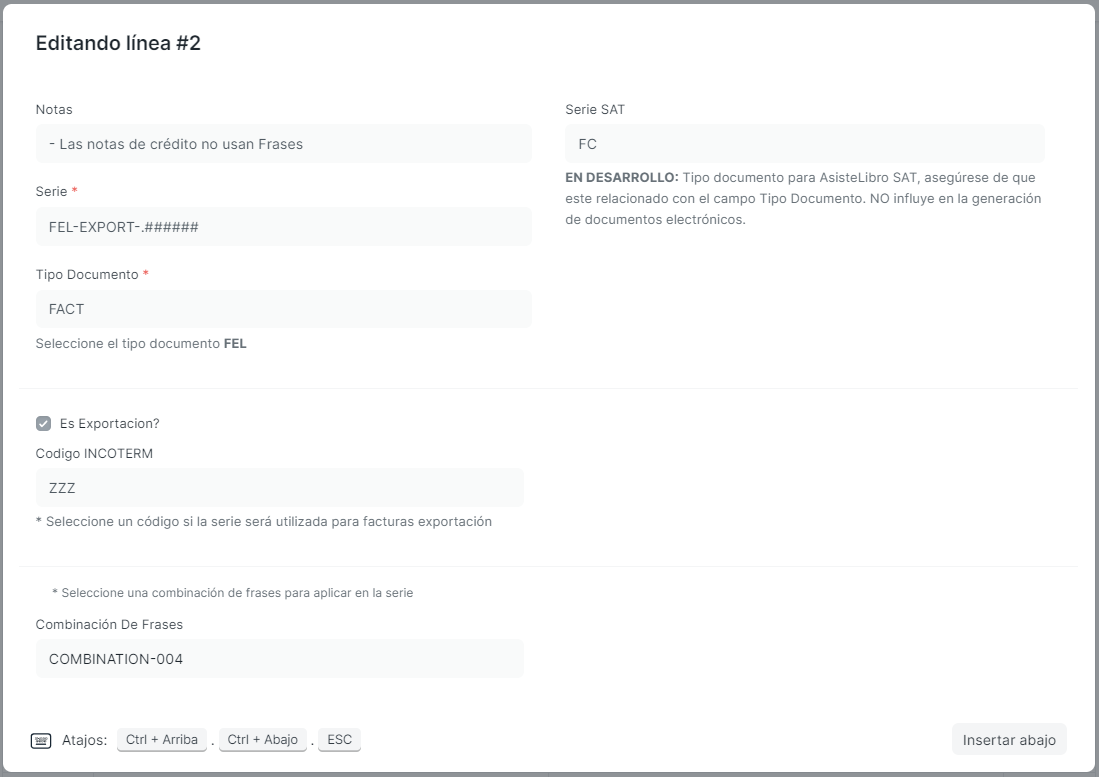 Editando línea #2
Notas
- Las notas de crédito no usan Frases
Serie *
FEL-EXPORT-.######
Tipo Documento *
FACT
Seleccione el tipo documento FEL
Serie SAT
FC
EN DESARROLLO: Tipo documento para AsisteLibro SAT, asegúrese de que
este relacionado con el campo Tipo Documento. NO influye en la generación
de documentos electrónicos.
Es Exportacion?
Codigo INCOTERM
ZZZ
* Seleccione un código si la serie será utilizada para facturas exportación
* Seleccione una combinación de frases para aplicar en la serie
Combinación De Frases
COMBINATION-004
Atajos: Ctrl + Arriba . Ctrl + Abajo . ESC
Insertar abajo